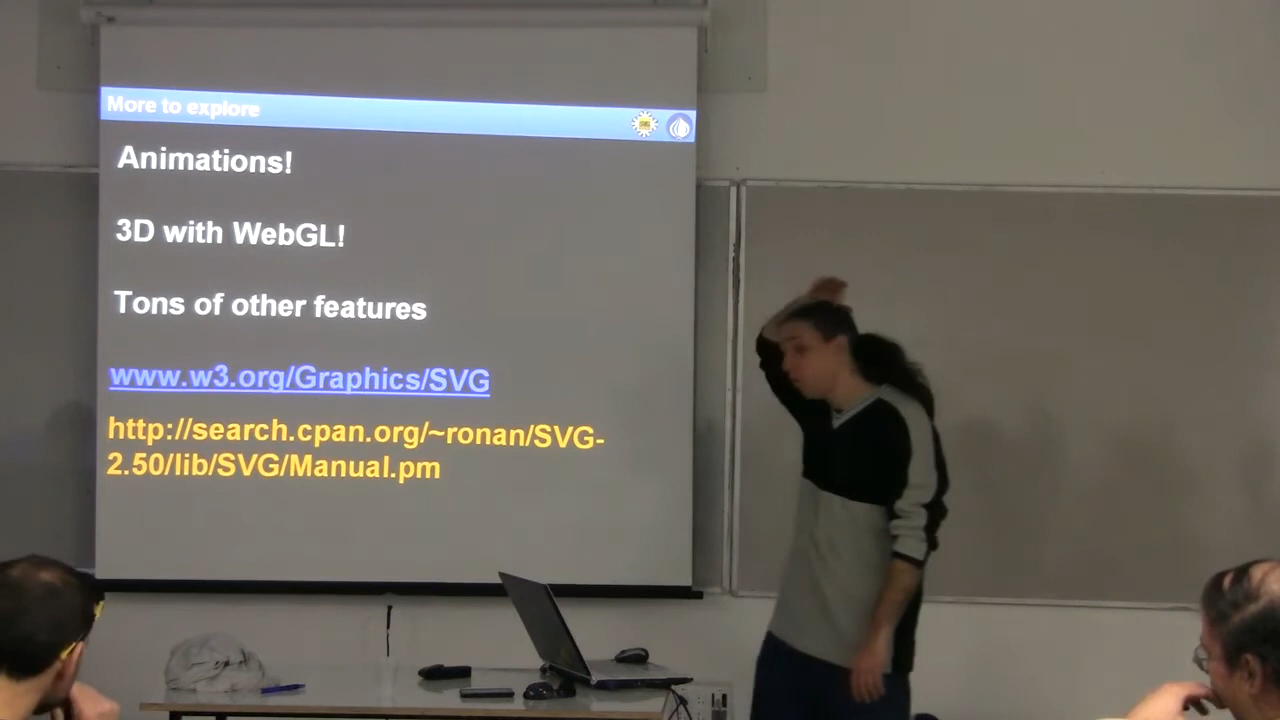 More to explore
Animations!
3D with WebGL!
Tons of other features
www.w3.org/Graphics/SVG
http://search.cpan.org/~ronan/SVG-
2.50/lib/SVG/Manual.pm